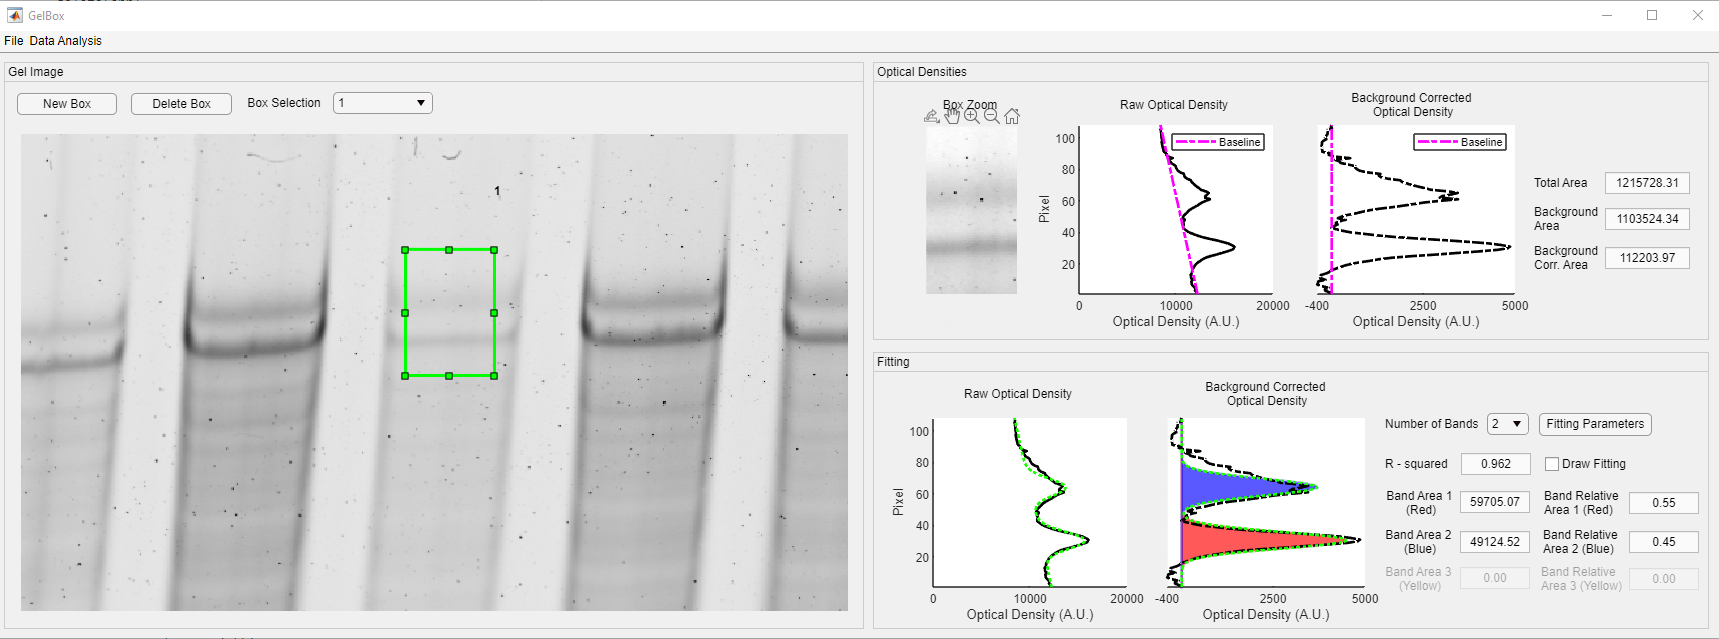 GelBox
File Data Analysis
Gel Image
New Box
Delete Box
Box Selection
1
1
Optical Densities
Box Zoom
Raw Optical Density
Baseline
100
80
60
40
20
Pixel
0
10000
20000
Optical Density (A.U.)
Background Corrected
Optical Density
Baseline
-400
2500
5000
Optical Density (A.U.)
Total Area
1215728.31
Background
Area
1103524.34
Background
Corr. Area
112203.97
Fitting
Raw Optical Density
100
80
60
40
20
Pixel
0
10000
20000
Optical Density (A.U.)
Background Corrected
Optical Density
-400
2500
5000
Optical Density (A.U.)
Number of Bands
2
Fitting Parameters
R - squared
0.962
Draw Fitting
Band Area 1
(Red)
59705.07
Band Relative
Area 1 (Red)
0.55
Band Area 2
(Blue)
49124.52
Band Relative
Area 2 (Blue)
0.45
Band Area 3
(Yellow)
0.00
Band Relative
Area 3 (Yellow)
0.00